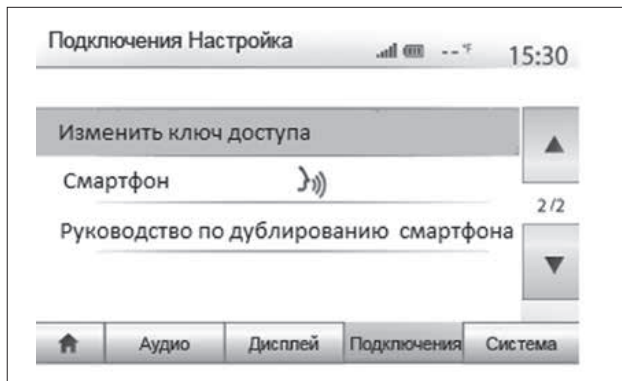 Подключения Настройка --°F 15:30
Изменить ключ доступа
Смартфон
2/2
Руководство по дублированию смартфона
Аудио Дисплей Подключения Система